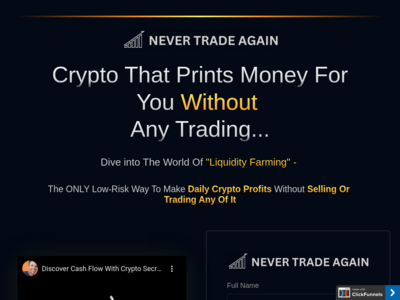 NEVER TRADE AGAIN
Crypto That Prints Money For
You Without
Any Trading...
Dive into The World Of "Liquidity Farming" -
The ONLY Low-Risk Way To Make Daily Crypto Profits Without Selling Or
Trading Any Of It
NEVER TRADE AGAIN
Full Name
Discover Cash Flow With Crypto Secr...
ClickFunnels